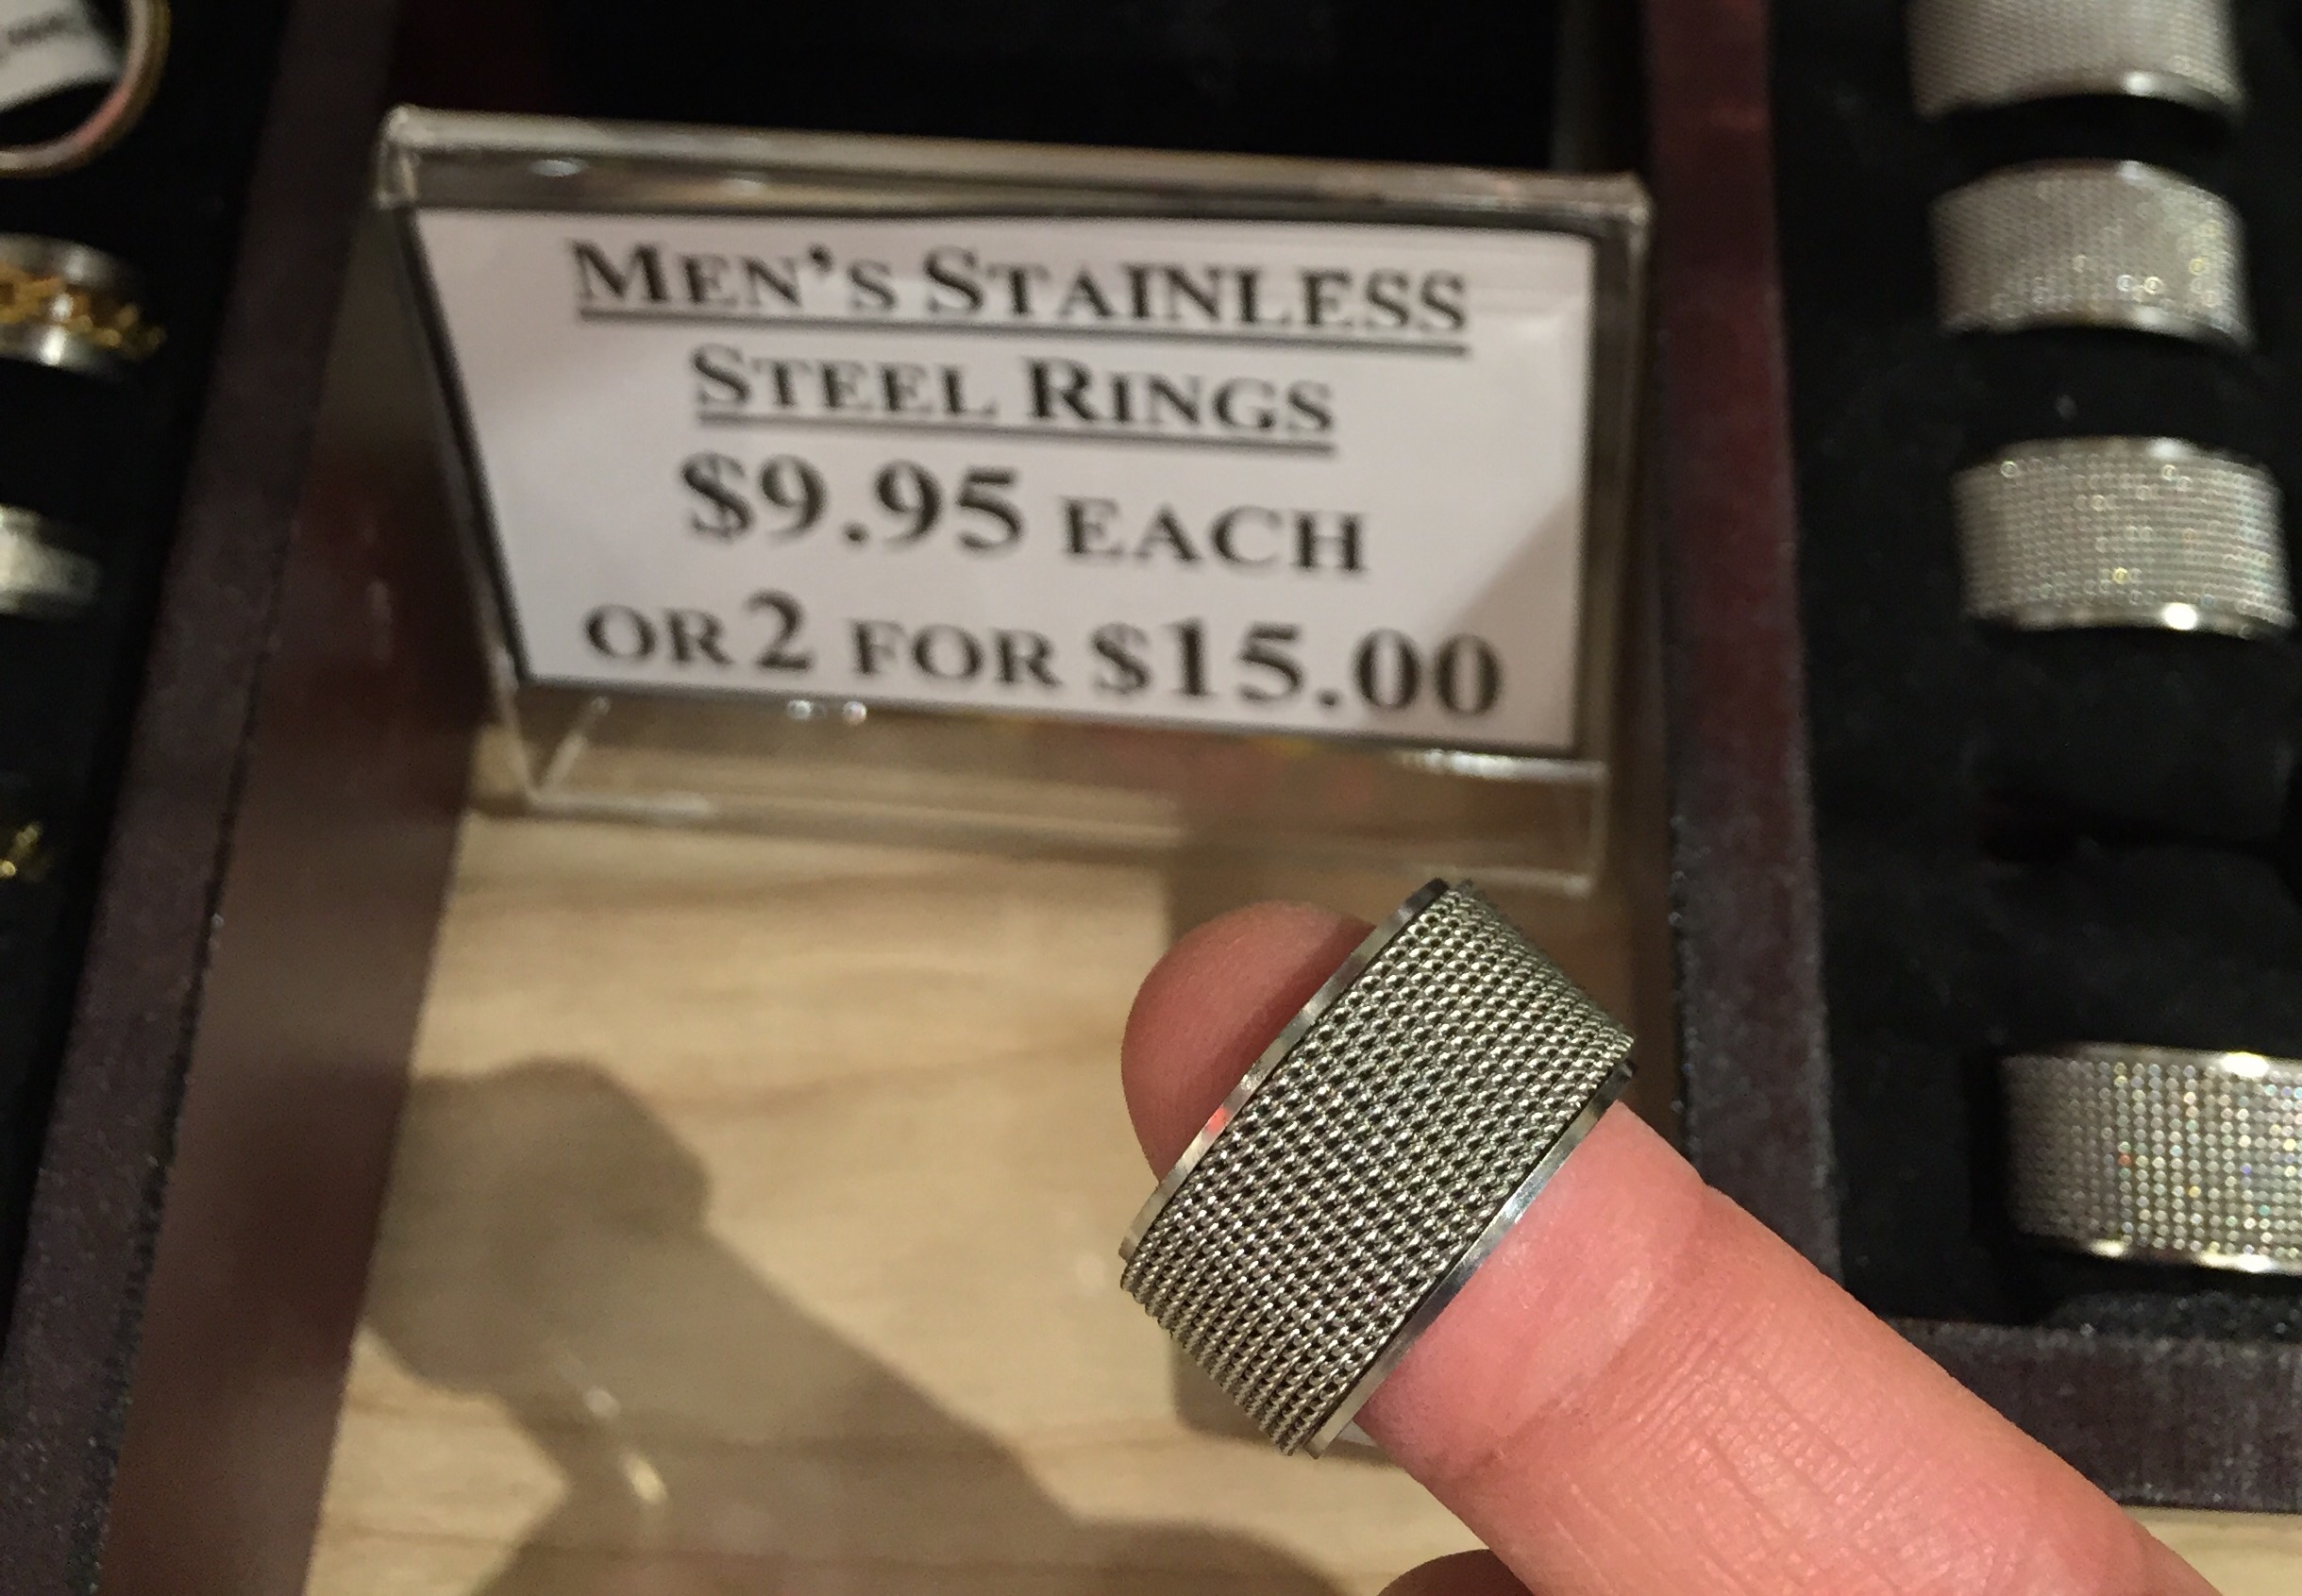 MEN'S STAINLESS
STEEL RINGS
$9.95 EACH
OR 2 FOR $15.00